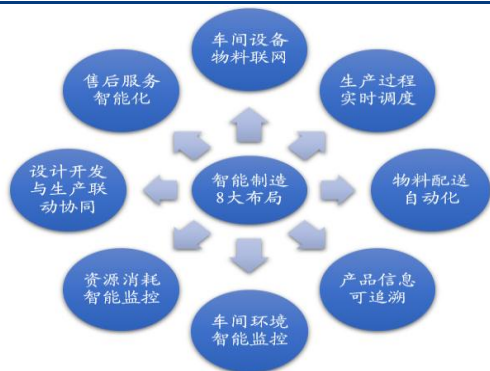 车间设备
物料联网
售后服务
智能化
生产过程
实时调度
设计开发
与生产联
动协同
智能制造
8大布局
物料配送
自动化
资源消耗
智能监控
产品信息
可追溯
车间环境
智能监控